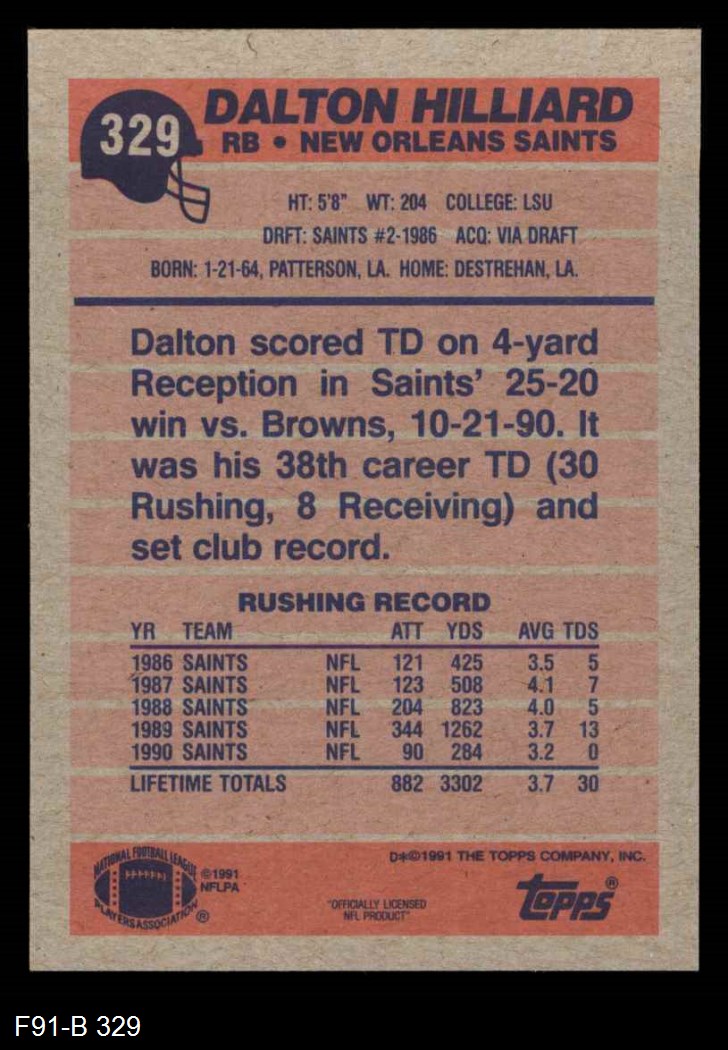 329
DALTON HILLIARD
RB • NEW ORLEANS SAINTS
HT: 5'8" WT: 204 COLLEGE: LSU
DRFT: SAINTS #2-1986 ACQ: VIA DRAFT
BORN: 1-21-64, PATTERSON, LA. HOME: DESTREHAN, LA.
Dalton scored TD on 4-yard
Reception in Saints' 25-20
win vs. Browns, 10-21-90. It
was his 38th career TD (30
Rushing, 8 Receiving) and
set club record.
RUSHING RECORD
YR TEAM ATT YDS AVG TDS
1986 SAINTS NFL 121 425 3.5 5
1987 SAINTS NFL 123 508 4.1 7
1988 SAINTS NFL 204 823 4.0 5
1989 SAINTS NFL 344 1262 3.7 13
1990 SAINTS NFL 90 284 3.2 0
LIFETIME TOTALS 882 3302 3.7 30
NATIONAL FOOTBALL LEAGUE
PLAYERS ASSOCIATION ®
©1991
NFLPA
D*©1991 THE TOPPS COMPANY, INC.
"OFFICIALLY LICENSED
NFL PRODUCT"
topps®
F91-B 329